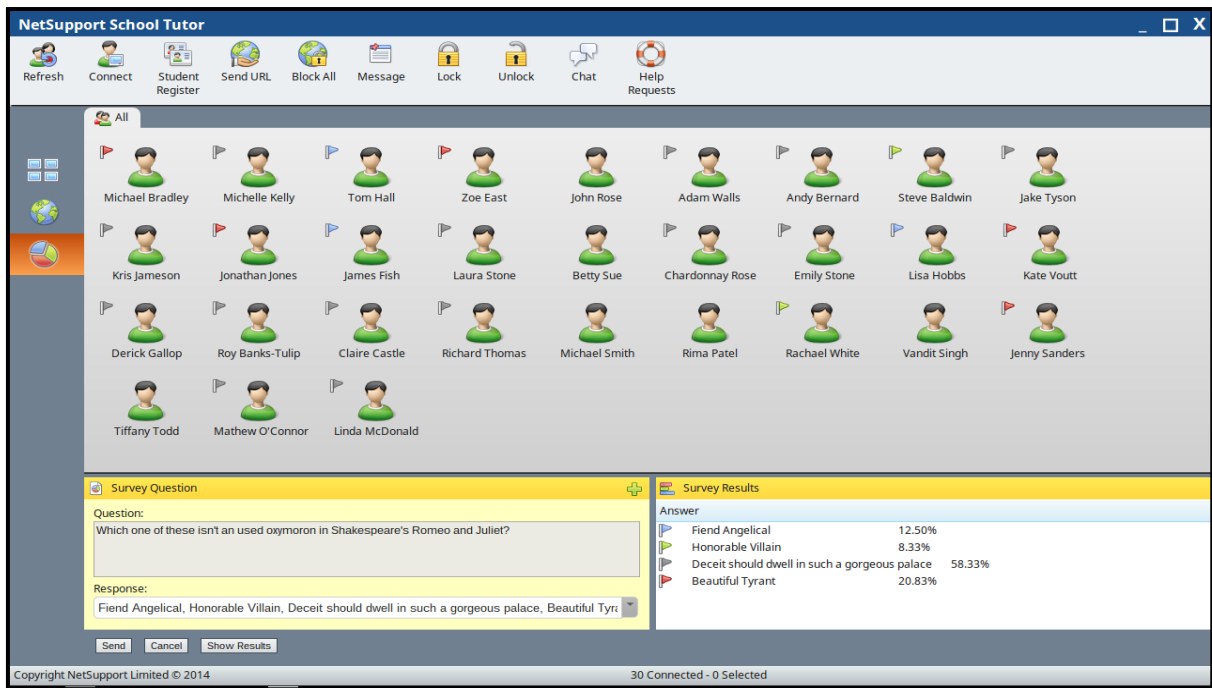 NetSupport School Tutor
Refresh Connect Student Register Send URL Block All Message Lock Unlock Chat Help Requests
All
Michael Bradley Michelle Kelly Tom Hall Zoe East John Rose Adam Walls Andy Bernard Steve Baldwin Jake Tyson
Kris Jameson Jonathan Jones James Fish Laura Stone Betty Sue Chardonnay Rose Emily Stone Lisa Hobbs Kate Voutt
Derick Gallop Roy Banks-Tulip Claire Castle Richard Thomas Michael Smith Rima Patel Rachael White Vandit Singh Jenny Sanders
Tiffany Todd Mathew O'Connor Linda McDonald
Survey Question
Question:
Which one of these isn't an used oxymoron in Shakespeare's Romeo and Juliet?
Response:
Fiend Angelical, Honorable Villain, Deceit should dwell in such a gorgeous palace, Beautiful Tyra
Send Cancel Show Results
Survey Results
Answer
Fiend Angelical 12.50%
Honorable Villain 8.33%
Deceit should dwell in such a gorgeous palace 58.33%
Beautiful Tyrant 20.83%
Copyright NetSupport Limited © 2014 30 Connected - 0 Selected